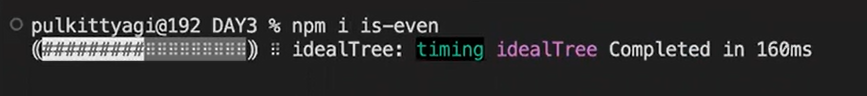 pulkittyagi@192 DAY3 % npm i is-even
((#########⠿⠿⠿⠿⠿⠿⠿⠿⠿)) ⠿ idealTree: timing idealTree Completed in 160ms